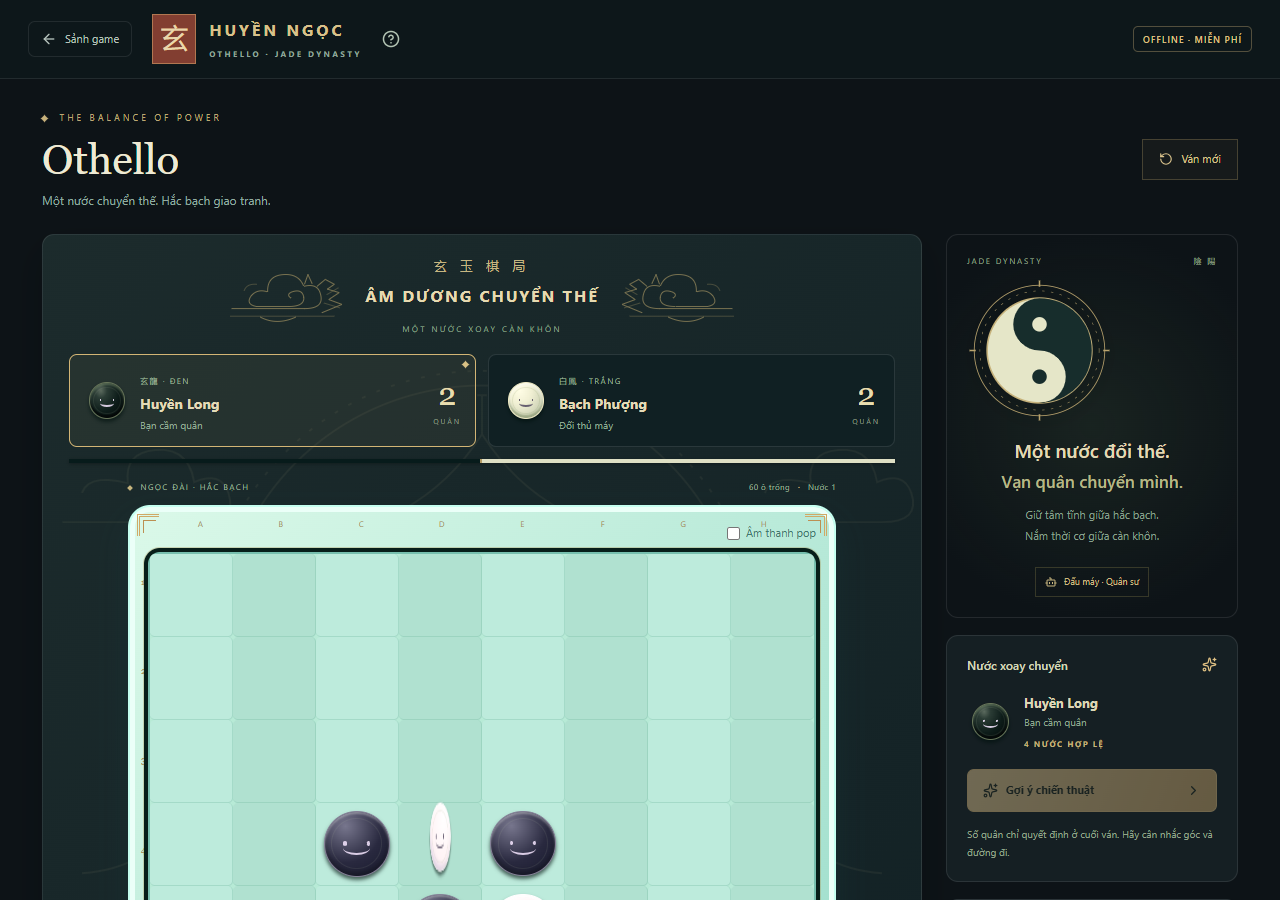 Sảnh game
玄
HUYỀN NGỌC
OTHELLO · JADE DYNASTY
OFFLINE · MIỄN PHÍ
THE BALANCE OF POWER
Othello
Một nước chuyển thế. Hắc bạch giao tranh.
Ván mới
玄玉棋局
ÂM DƯƠNG CHUYỂN THẾ
MỘT NƯỚC XOAY CÀN KHÔN
玄龍 · ĐEN
Huyền Long
Bạn cầm quân
2
QUÂN
白鳳 · TRẮNG
Bạch Phượng
Đối thủ máy
2
QUÂN
NGỌC ĐÀI · HẮC BẠCH
60 ô trống · Nước 1
A B C D E F G H
Âm thanh pop
2
3
4
JADE DYNASTY
陰陽
Một nước đổi thế.
Vạn quân chuyển mình.
Giữ tâm tĩnh giữa hắc bạch.
Nắm thời cơ giữa càn khôn.
Đấu máy · Quân sư
Nước xoay chuyển
Huyền Long
Bạn cầm quân
4 NƯỚC HỢP LỆ
Gợi ý chiến thuật
Số quân chỉ quyết định ở cuối ván. Hãy cân nhắc góc và
đường đi.